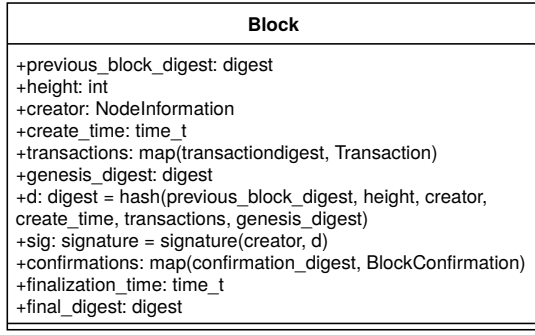 Block
+previous_block_digest: digest
+height: int
+creator: NodeInformation
+create_time: time_t
+transactions: map(transactiondigest, Transaction)
+genesis_digest: digest
+d: digest = hash(previous_block_digest, height, creator,
create_time, transactions, genesis_digest)
+sig: signature = signature(creator, d)
+confirmations: map(confirmation_digest, BlockConfirmation)
+finalization_time: time_t
+final_digest: digest